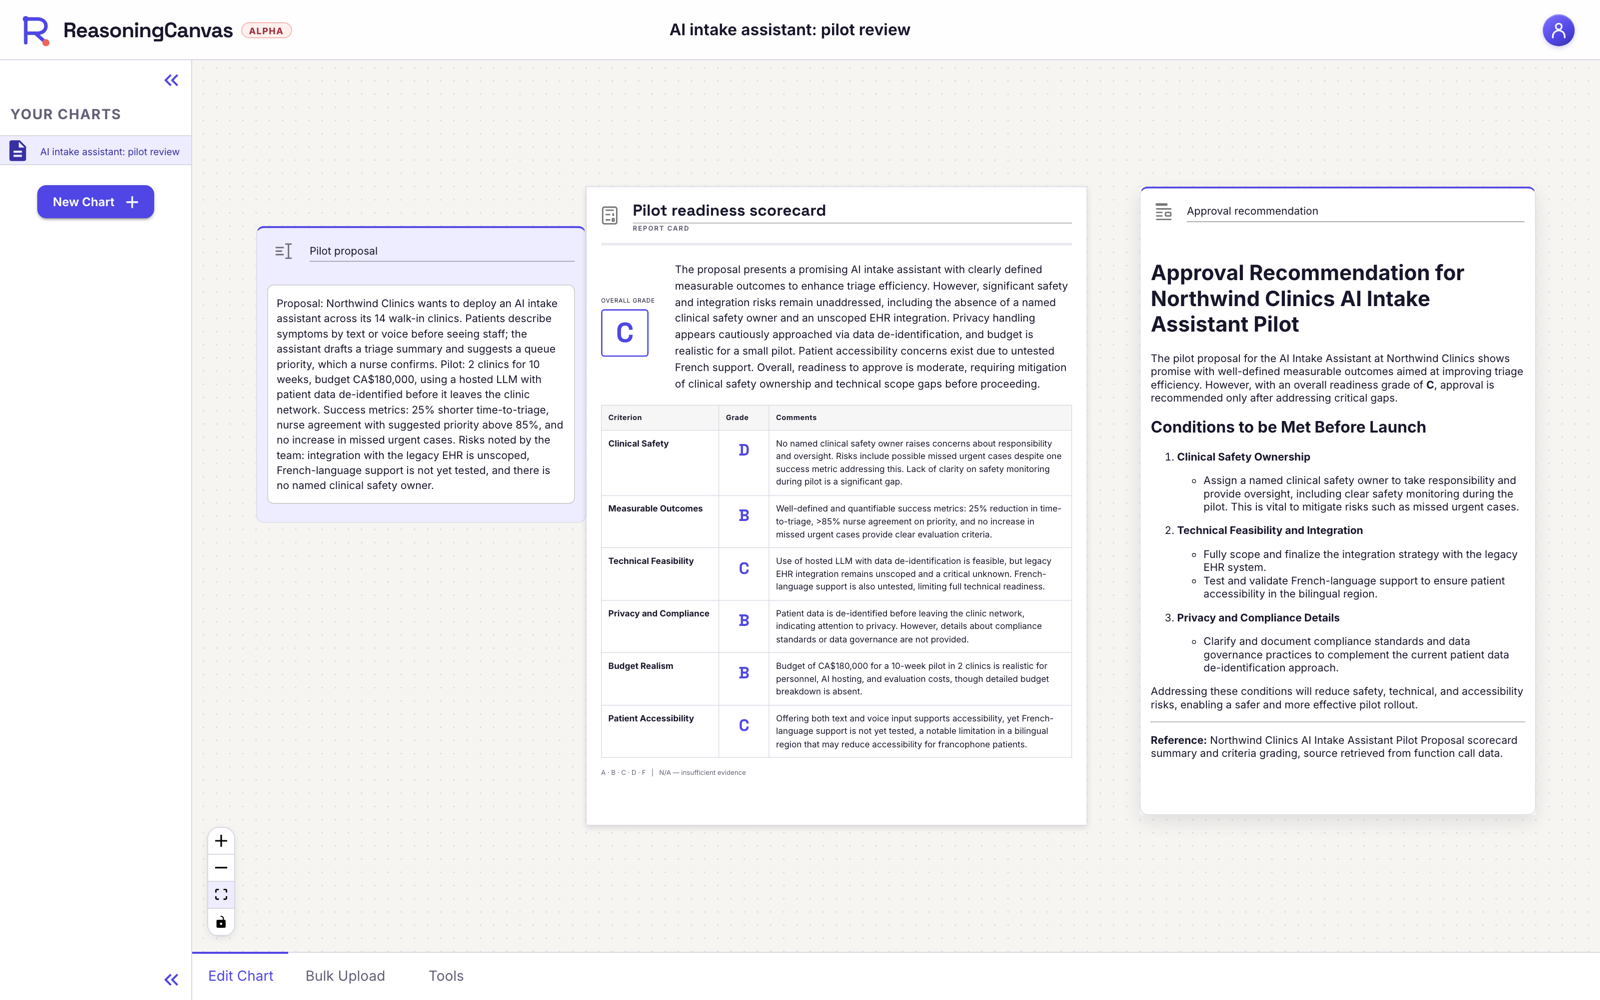 ReasoningCanvas
ALPHA
AI intake assistant: pilot review
YOUR CHARTS
AI intake assistant: pilot review
New Chart
Pilot proposal
Proposal: Northwind Clinics wants to deploy an AI intake
assistant across its 14 walk-in clinics. Patients describe
symptoms by text or voice before seeing staff; the
assistant drafts a triage summary and suggests a queue
priority, which a nurse confirms. Pilot: 2 clinics for 10
weeks, budget CA$180,000, using a hosted LLM with
patient data de-identified before it leaves the clinic
network. Success metrics: 25% shorter time-to-triage,
nurse agreement with suggested priority above 85%, and
no increase in missed urgent cases. Risks noted by the
team: integration with the legacy EHR is unscoped,
French-language support is not yet tested, and there is
no named clinical safety owner.
Pilot readiness scorecard
REPORT CARD
OVERALL GRADE
C
The proposal presents a promising AI intake assistant with clearly defined
measurable outcomes to enhance triage efficiency. However, significant safety
and integration risks remain unaddressed, including the absence of a named
clinical safety owner and an unscoped EHR integration. Privacy handling
appears cautiously approached via data de-identification, and budget is
realistic for a small pilot. Patient accessibility concerns exist due to untested
French support. Overall, readiness to approve is moderate, requiring mitigation
of clinical safety ownership and technical scope gaps before proceeding.
Criterion Grade Comments
Clinical Safety D No named clinical safety owner raises concerns about responsibility
and oversight. Risks include possible missed urgent cases despite one
success metric addressing this. Lack of clarity on safety monitoring
during pilot is a significant gap.
Measurable Outcomes B Well-defined and quantifiable success metrics: 25% reduction in time-
to-triage, >85% nurse agreement on priority, and no increase in
missed urgent cases provide clear evaluation criteria.
Technical Feasibility C Use of hosted LLM with data de-identification is feasible, but legacy
EHR integration remains unscoped and a critical unknown. French-
language support is also untested, limiting full technical readiness.
Privacy and Compliance B Patient data is de-identified before leaving the clinic network,
indicating attention to privacy. However, details about compliance
standards or data governance are not provided.
Budget Realism B Budget of CA$180,000 for a 10-week pilot in 2 clinics is realistic for
personnel, AI hosting, and evaluation costs, though detailed budget
breakdown is absent.
Patient Accessibility C Offering both text and voice input supports accessibility, yet French-
language support is not yet tested, a notable limitation in a bilingual
region that may reduce accessibility for francophone patients.
A · B · C · D · F | N/A — insufficient evidence
Approval recommendation
Approval Recommendation for
Northwind Clinics AI Intake
Assistant Pilot
The pilot proposal for the AI Intake Assistant at Northwind Clinics shows
promise with well-defined measurable outcomes aimed at improving triage
efficiency. However, with an overall readiness grade of C, approval is
recommended only after addressing critical gaps.
Conditions to be Met Before Launch
1. Clinical Safety Ownership
Assign a named clinical safety owner to take responsibility and
provide oversight, including clear safety monitoring during the
pilot. This is vital to mitigate risks such as missed urgent cases.
2. Technical Feasibility and Integration
Fully scope and finalize the integration strategy with the legacy
EHR system.
Test and validate French-language support to ensure patient
accessibility in the bilingual region.
3. Privacy and Compliance Details
Clarify and document compliance standards and data
governance practices to complement the current patient data
de-identification approach.
Addressing these conditions will reduce safety, technical, and accessibility
risks, enabling a safer and more effective pilot rollout.
Reference: Northwind Clinics AI Intake Assistant Pilot Proposal scorecard
summary and criteria grading, source retrieved from function call data.
Edit Chart
Bulk Upload
Tools